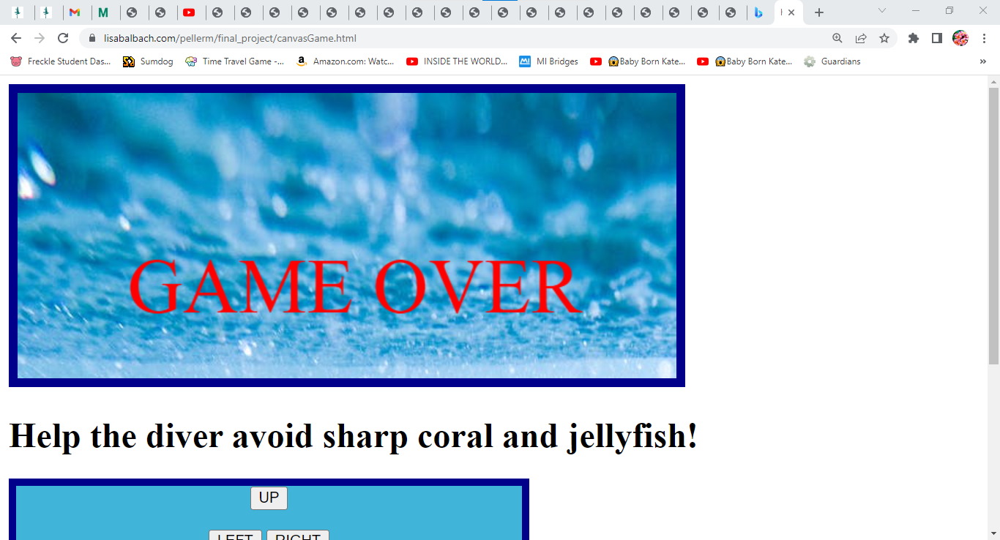 lisabalbach.com/pellerm/final_project/canvasGame.html
Freckle Student Das... Sumdog Time Travel Game -... Amazon.com: Watc... INSIDE THE WORLD... MI Bridges 😱Baby Born Kate... 😱Baby Born Kate... Guardians »
GAME OVER
Help the diver avoid sharp coral and jellyfish!
UP
LEFT RIGHT